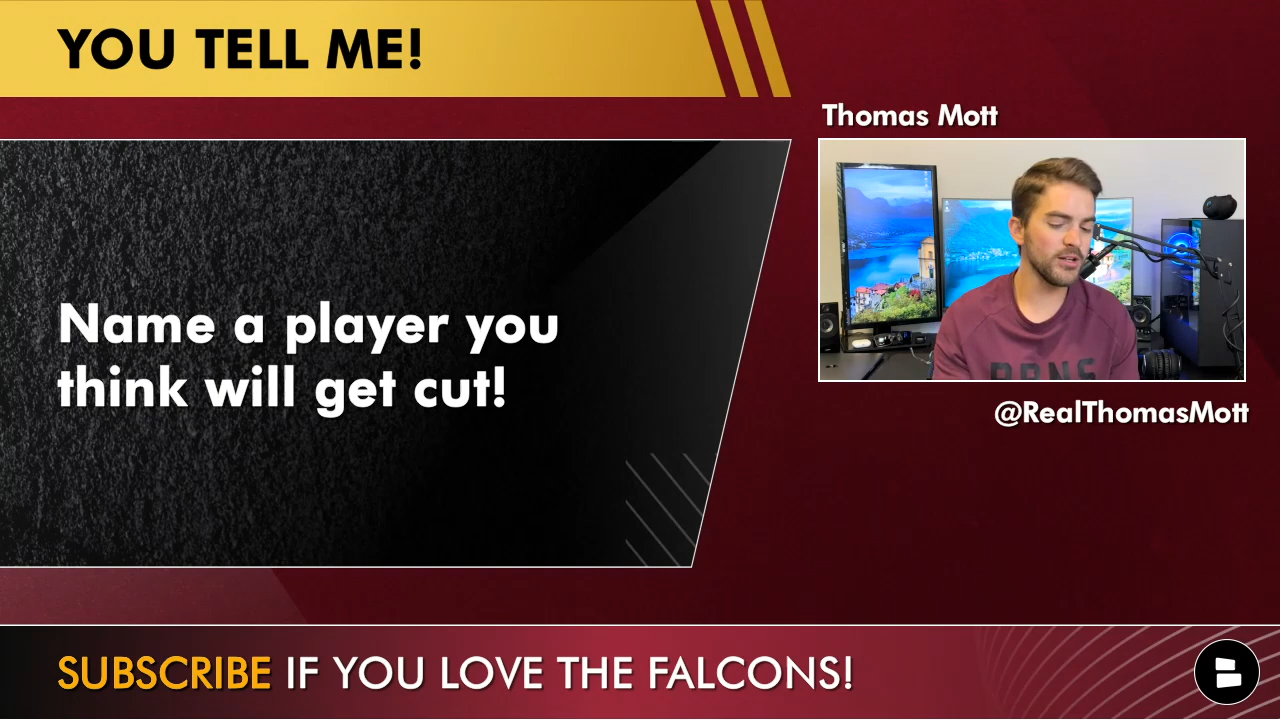 YOU TELL ME!
Thomas Mott
Name a player you
think will get cut!
@RealThomasMott
SUBSCRIBE IF YOU LOVE THE FALCONS!